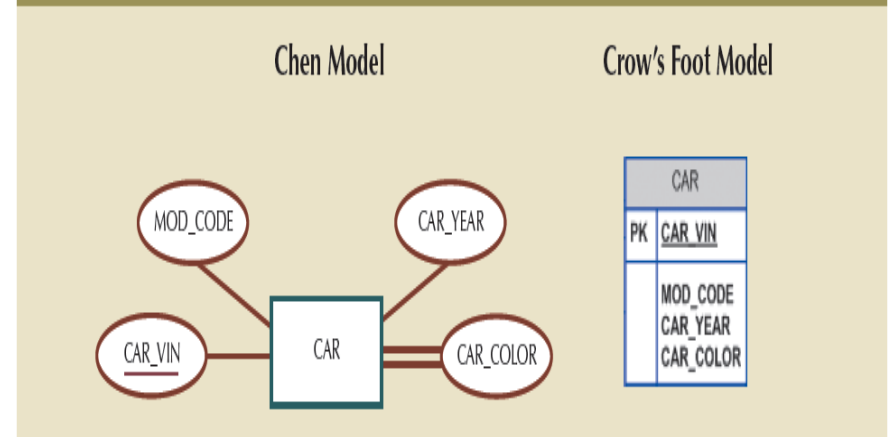 Chen Model
Crow's Foot Model
MOD_CODE
CAR_YEAR
CAR_VIN
CAR
CAR_COLOR
CAR
PK CAR_VIN
MOD_CODE
CAR_YEAR
CAR_COLOR